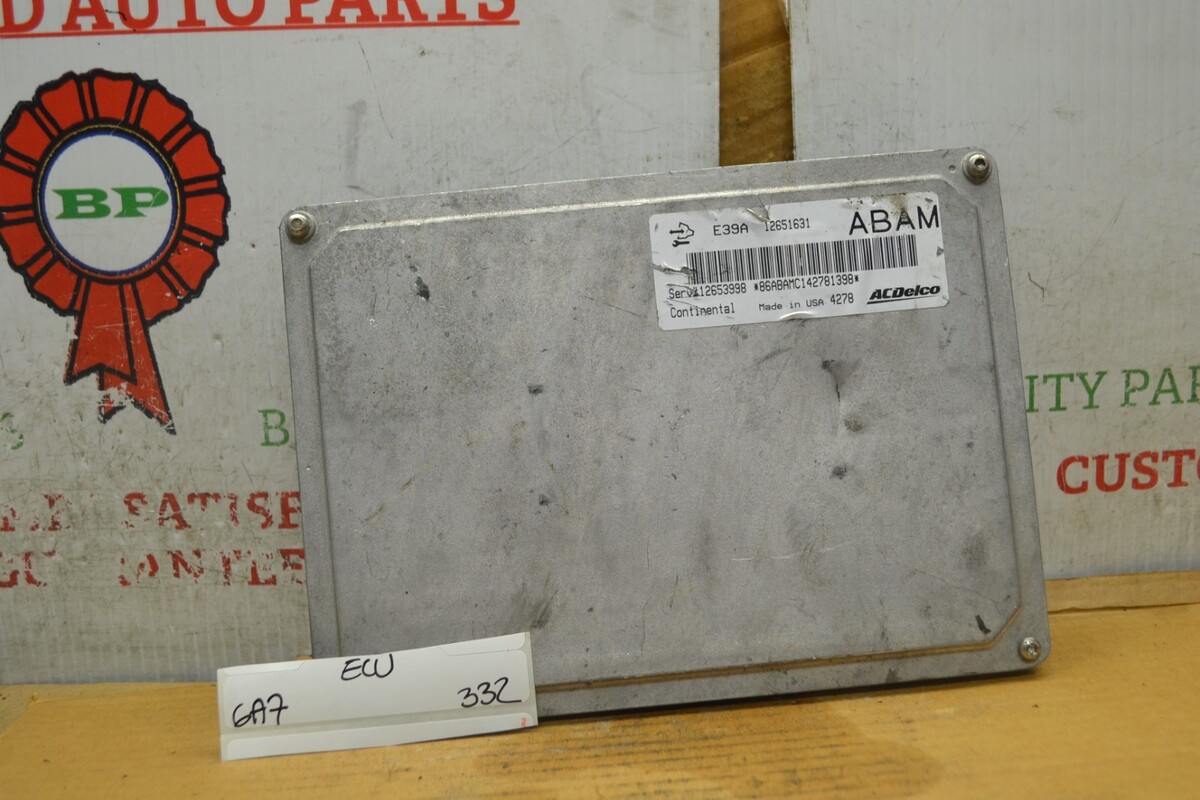 D AUTO PARTS
BP
E39A 12651631 ABAM
12653998 *86ABAMC142781398*
Continental Made in USA 4278 ACDelco
B
ITY PAR
CUSTO
SATISF
ECU
6A7 332